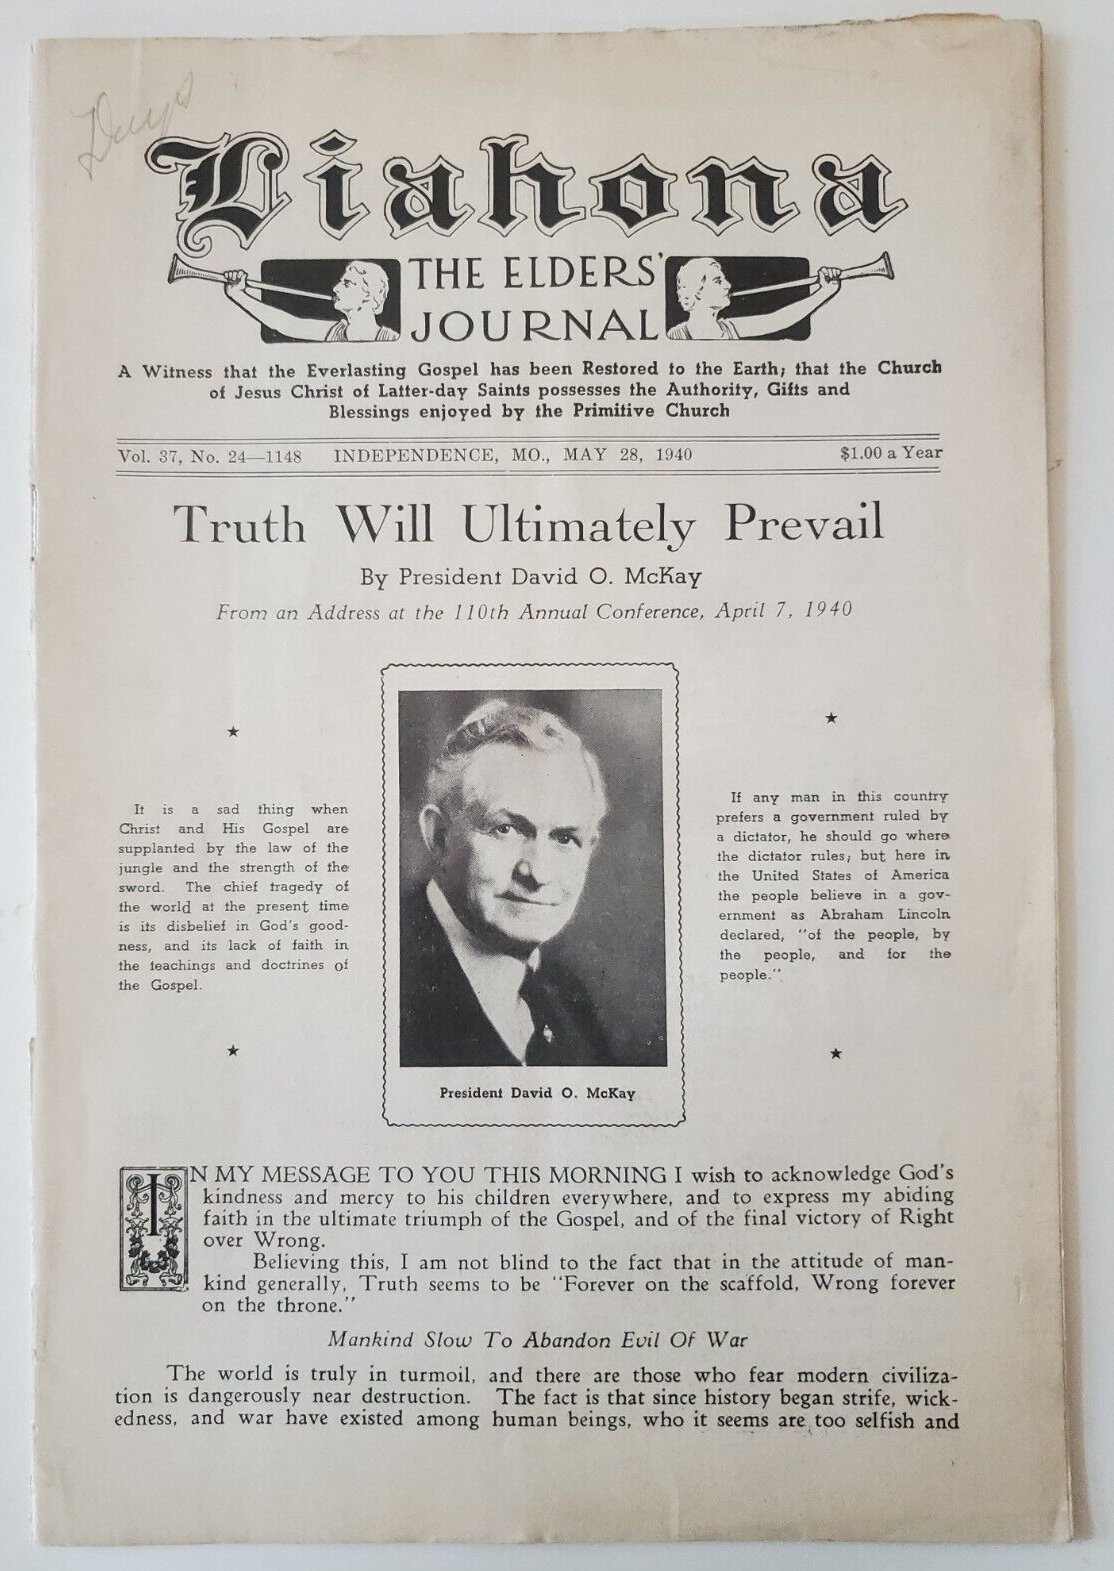 Liahona
THE ELDERS'
JOURNAL
A Witness that the Everlasting Gospel has been Restored to the Earth; that the Church
of Jesus Christ of Latter-day Saints possesses the Authority, Gifts and
Blessings enjoyed by the Primitive Church
Vol. 37, No. 24—1148 INDEPENDENCE, MO., MAY 28, 1940 $1.00 a Year
Truth Will Ultimately Prevail
By President David O. McKay
From an Address at the 110th Annual Conference, April 7, 1940
It is a sad thing when
Christ and His Gospel are
supplanted by the law of the
jungle and the strength of the
sword. The chief tragedy of
the world at the present time
is its disbelief in God's good-
ness, and its lack of faith in
the teachings and doctrines of
the Gospel.
If any man in this country
prefers a government ruled by
a dictator, he should go where
the dictator rules; but here in
the United States of America
the people believe in a gov-
ernment as Abraham Lincoln
declared, "of the people, by
the people, and for the
people."
President David O. McKay
IN MY MESSAGE TO YOU THIS MORNING I wish to acknowledge God's
kindness and mercy to his children everywhere, and to express my abiding
faith in the ultimate triumph of the Gospel, and of the final victory of Right
over Wrong.
Believing this, I am not blind to the fact that in the attitude of man-
kind generally, Truth seems to be "Forever on the scaffold, Wrong forever
on the throne."
Mankind Slow To Abandon Evil Of War
The world is truly in turmoil, and there are those who fear modern civiliza-
tion is dangerously near destruction. The fact is that since history began strife, wick-
edness, and war have existed among human beings, who it seems are too selfish and